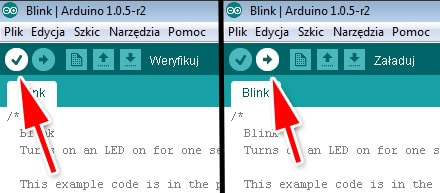 Blink | Arduino 1.0.5-r2
Plik Edycja Szkic Narzędzia Pomoc
Weryfikuj
Blink
/*
Blink
Turns on an LED on for one se
This example code is in the p
Blink | Arduino 1.0.5-r2
Plik Edycja Szkic Narzędzia Pomoc
Załaduj
Blink
/*
Blink
Turns on an LED on for one s
This example code is in the